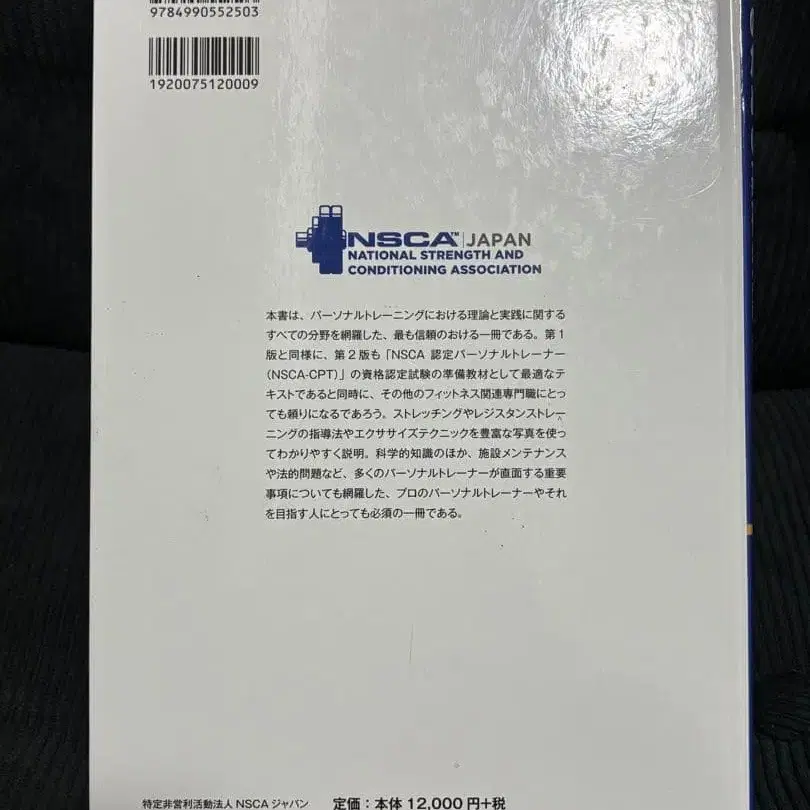 9784990552503
1920075120009
NSCA™ JAPAN
NATIONAL STRENGTH AND
CONDITIONING ASSOCIATION
本書は、パーソナルトレーニングにおける理論と実践に関する
すべての分野を網羅した、最も信頼のおける一冊である。第1
版と同様に、第2版も「NSCA 認定パーソナルトレーナー
(NSCA-CPT)」の資格認定試験の準備教材として最適なテ
キストであると同時に、その他のフィットネス関連専門職にとっ
ても頼りになるであろう。ストレッチングやレジスタンストレー
ニングの指導法やエクササイズテクニックを豊富な写真を使っ
てわかりやすく説明。科学的知識のほか、施設メンテナンス
や法的問題など、多くのパーソナルトレーナーが直面する重要
事項についても網羅した、プロのパーソナルトレーナーやそれ
を目指す人にとっても必須の一冊である。
特定非営利活動法人 NSCA ジャパン 定価：本体 12,000円+税